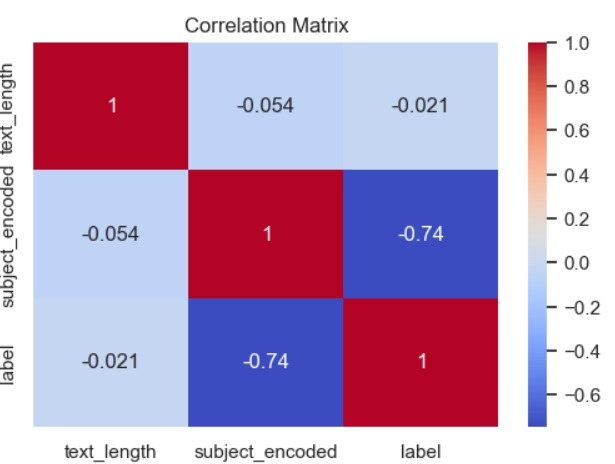 Correlation Matrix
text_length
1
-0.054
-0.021
subject_encoded
-0.054
1
-0.74
label
-0.021
-0.74
1
text_length
subject_encoded
label
1.0
0.8
0.6
0.4
0.2
0.0
−0.2
−0.4
−0.6